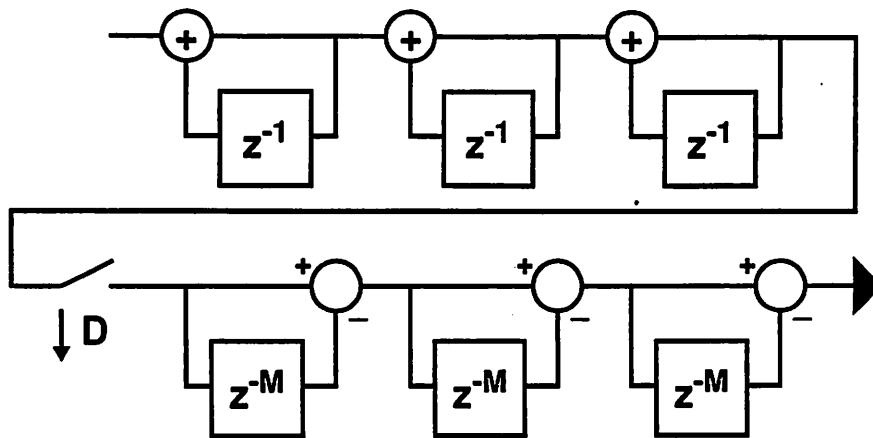 + + +
z⁻¹ z⁻¹ z⁻¹
+ + +
− − −
↓ D
z⁻ᴹ z⁻ᴹ z⁻ᴹ